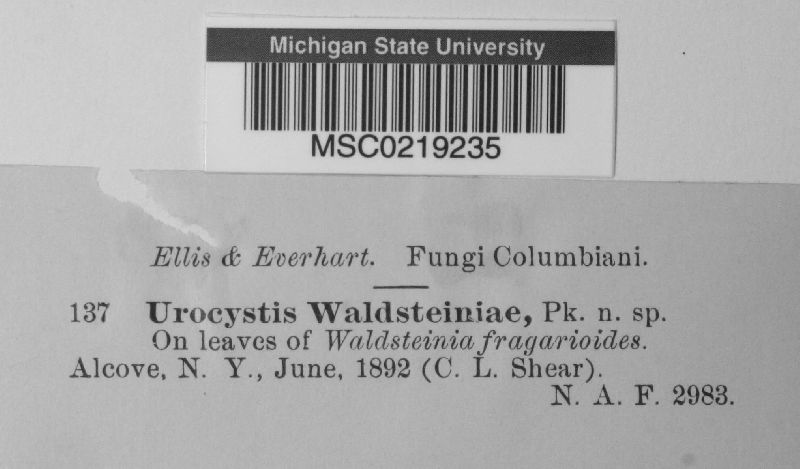 Michigan State University
MSC0219235
Ellis & Everhart. Fungi Columbiani.
137 Urocystis Waldsteiniae, Pk. n. sp.
On leaves of Waldsteinia fragarioides.
Alcove, N. Y., June, 1892 (C. L. Shear).
N. A. F. 2983.